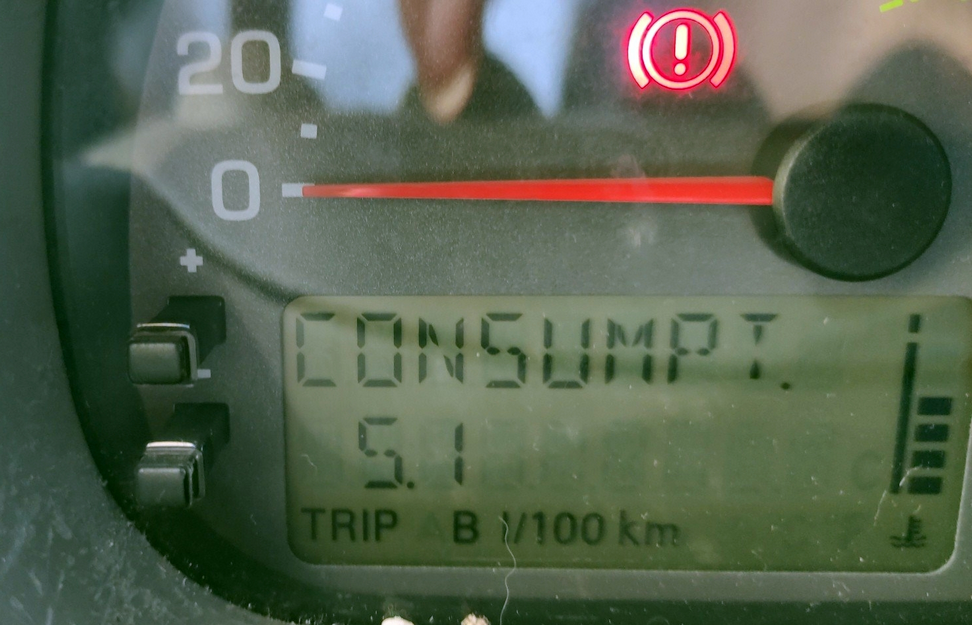 20
0
+
-
CONSUMPT.
5.1
TRIP B l/100 km